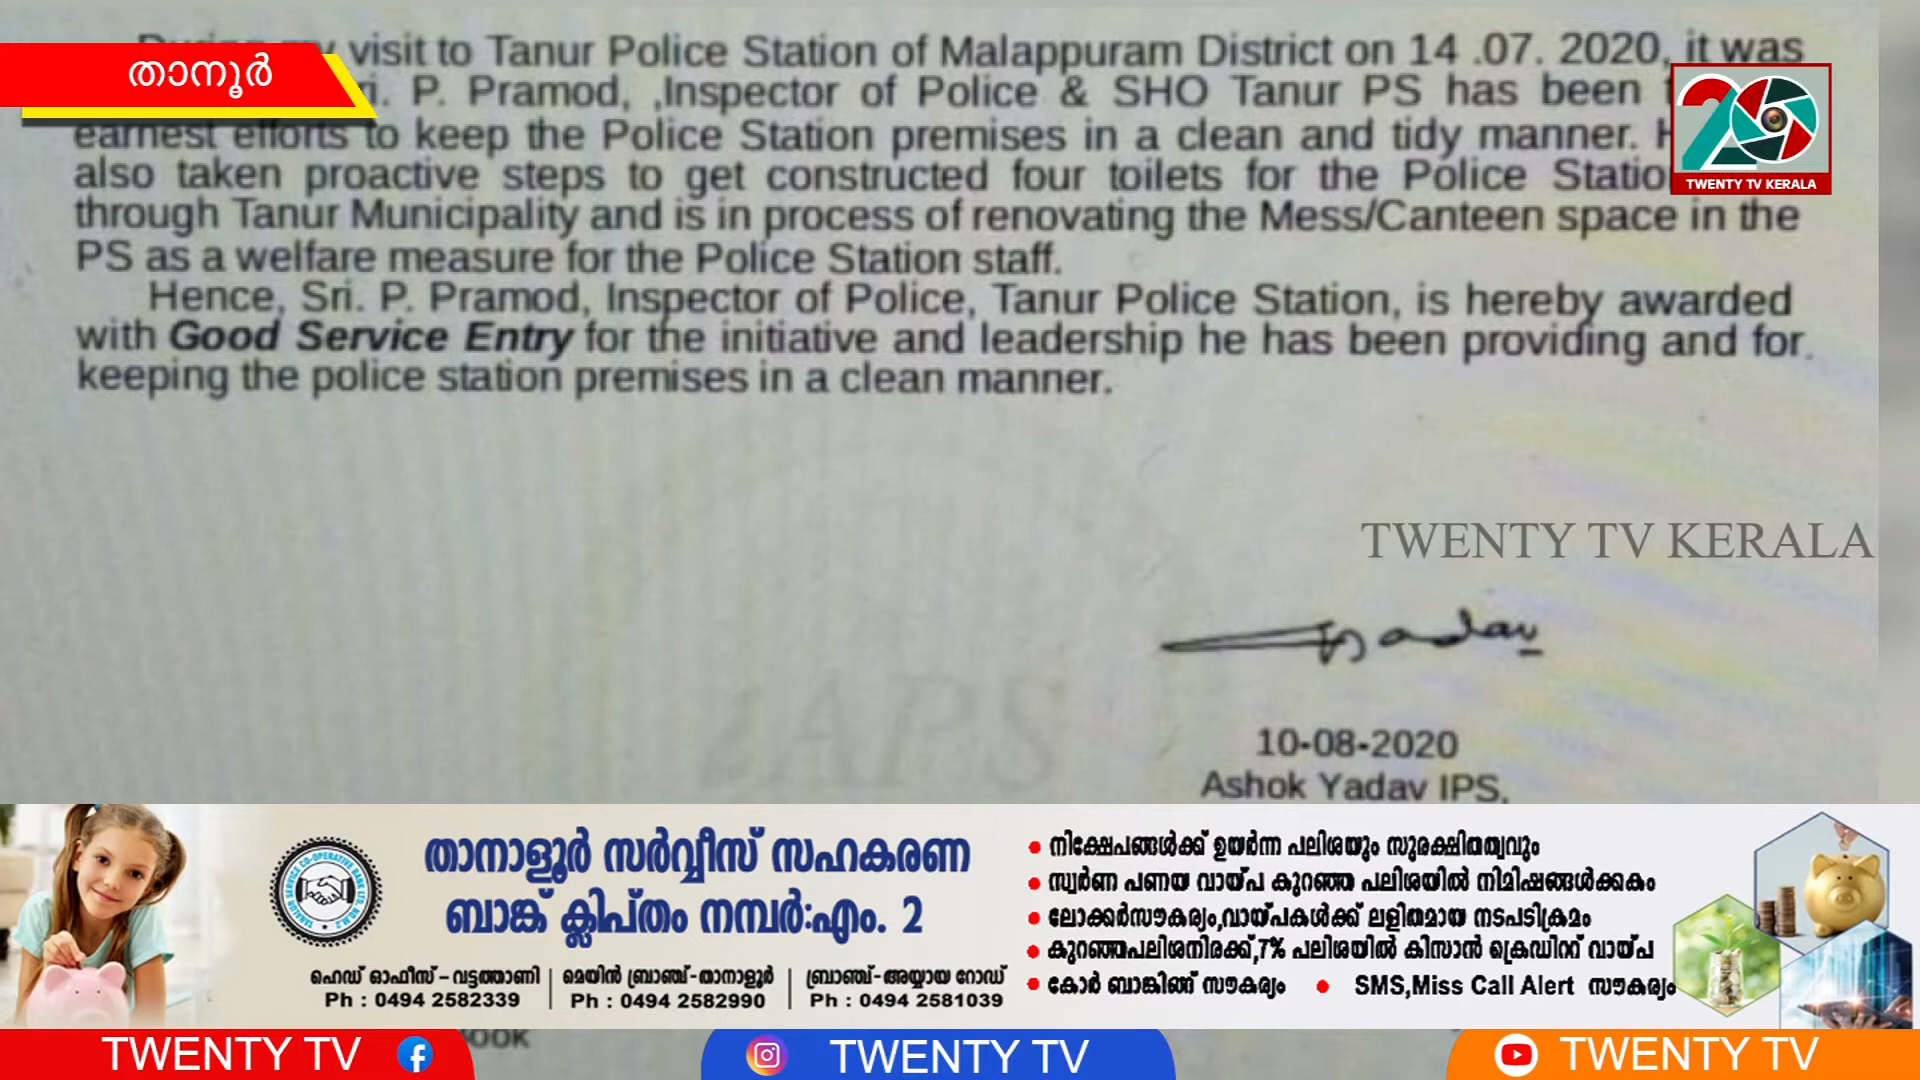 visit to Tanur Police Station of Malappuram District on 14 .07. 2020, it was
താനൂർ
P. Pramod, ,Inspector of Police & SHO Tanur PS has been
earnest efforts to keep the Police Station premises in a clean and tidy manner.
also taken proactive steps to get constructed four toilets for the Police
TWENTY TV KERALA
through Tanur Municipality and is in process of renovating the Mess/Canteen space in the
PS as a welfare measure for the Police Station staff.
Hence, Sri. P. Pramod, Inspector of Police, Tanur Police Station, is hereby awarded
with Good Service Entry for the initiative and leadership he has been providing and for
keeping the police station premises in a clean manner.
TWENTY TV KERALA
10-08-2020
Ashok Yadav IPS,
താനാളൂർ സർവ്വീസ് സഹകരണ
ബാങ്ക് ക്ലിപ്തം നമ്പർ:എം. 2
ഹെഡ് ഓഫീസ് – വട്ടത്താണി
Ph : 0494 2582339
മെയിൻ ബ്രാഞ്ച്-താനാളൂർ
Ph : 0494 2582990
ബ്രാഞ്ച്-അയ്യായ റോഡ്
Ph : 0494 2581039
• നിക്ഷേപങ്ങൾക്ക് ഉയർന്ന പലിശയും സുരക്ഷിതത്വവും
• സ്വർണ പണയ വായ്പ കുറഞ്ഞ പലിശയിൽ നിമിഷങ്ങൾക്കകം
• ലോക്കർസൗകര്യം,വായ്പകൾക്ക് ലളിതമായ നടപടിക്രമം
• കുറഞ്ഞപലിശനിരക്ക്,7% പലിശയിൽ കിസാൻ ക്രെഡിററ് വായ്പ
• കോർ ബാങ്കിങ്ങ് സൗകര്യം • SMS,Miss Call Alert സൗകര്യം
TWENTY TV
TWENTY TV
TWENTY TV